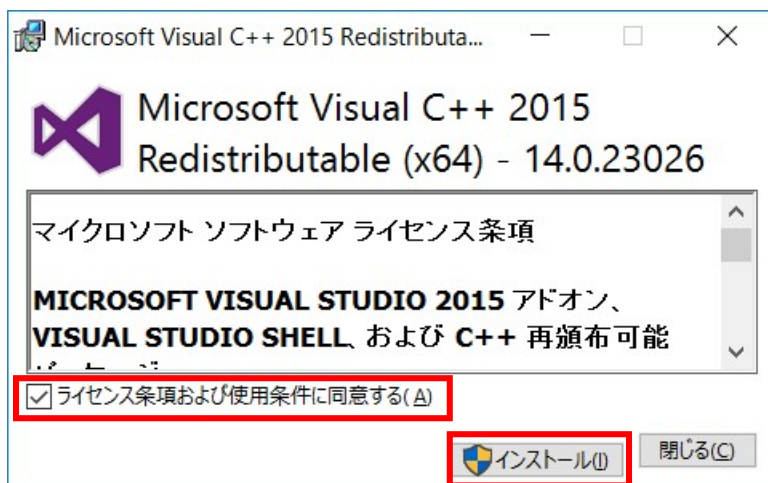 Microsoft Visual C++ 2015 Redistributa...
Microsoft Visual C++ 2015
Redistributable (x64) - 14.0.23026
マイクロソフト ソフトウェア ライセンス条項
MICROSOFT VISUAL STUDIO 2015 アドオン、
VISUAL STUDIO SHELL、および C++ 再頒布可能
ライセンス条項および使用条件に同意する(A)
インストール(I)
閉じる(C)